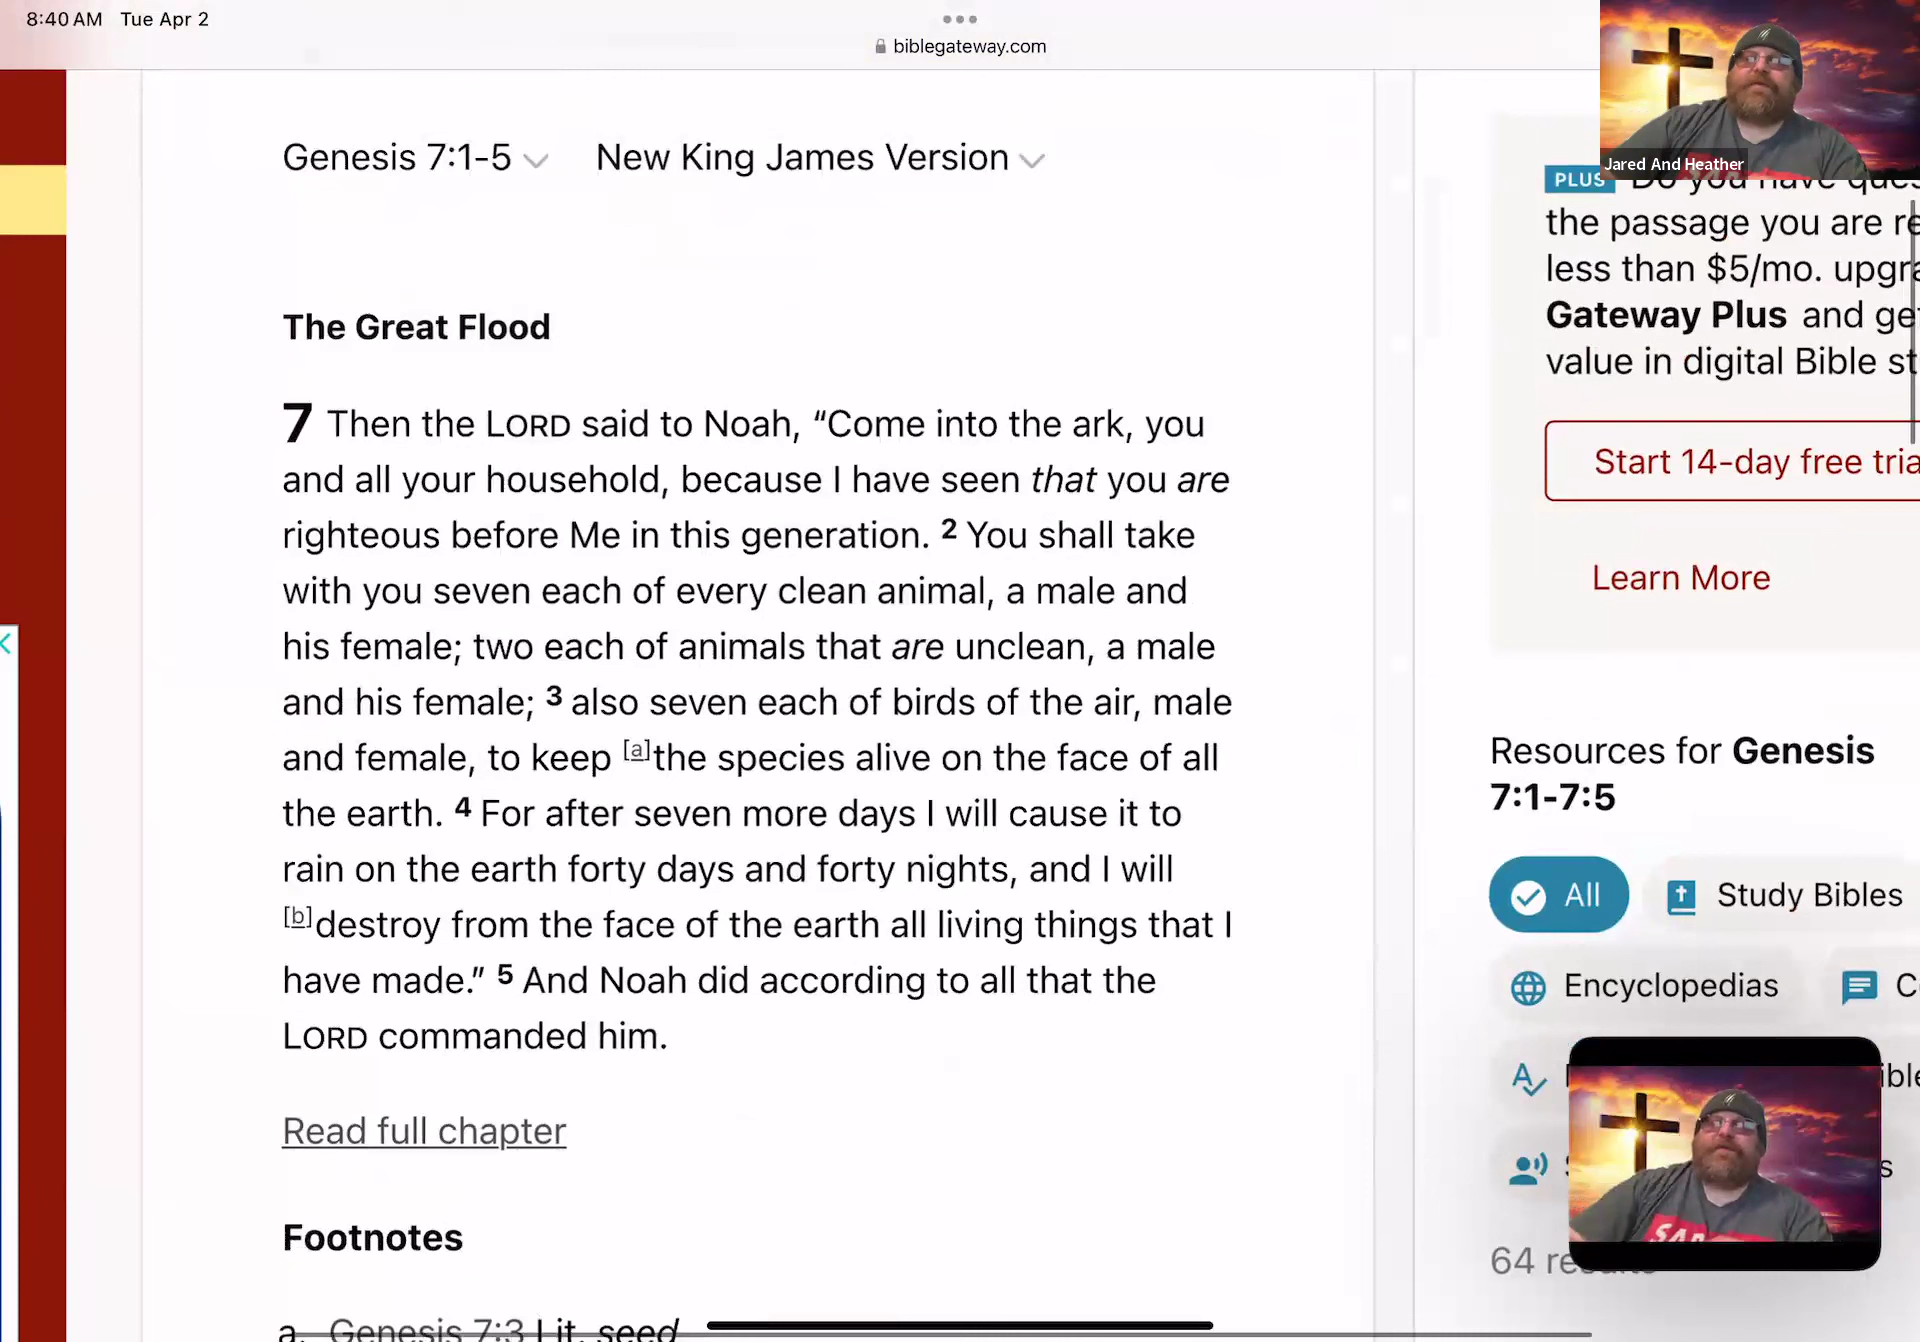 8:40 AM Tue Apr 2
biblegateway.com
Jared And Heather
Genesis 7:1-5 New King James Version
The Great Flood
7 Then the LORD said to Noah, “Come into the ark, you
and all your household, because I have seen that you are
righteous before Me in this generation. 2 You shall take
with you seven each of every clean animal, a male and
his female; two each of animals that are unclean, a male
and his female; 3 also seven each of birds of the air, male
and female, to keep [a]the species alive on the face of all
the earth. 4 For after seven more days I will cause it to
rain on the earth forty days and forty nights, and I will
[b]destroy from the face of the earth all living things that I
have made.” 5 And Noah did according to all that the
LORD commanded him.
Read full chapter
Footnotes
a. Genesis 7:3 Lit. seed
PLUS Do you have
the passage you are
less than $5/mo.
Gateway Plus and
value in digital Bible
Start 14-day free
Learn More
Resources for Genesis
7:1-7:5
All Study Bibles
Encyclopedias
64